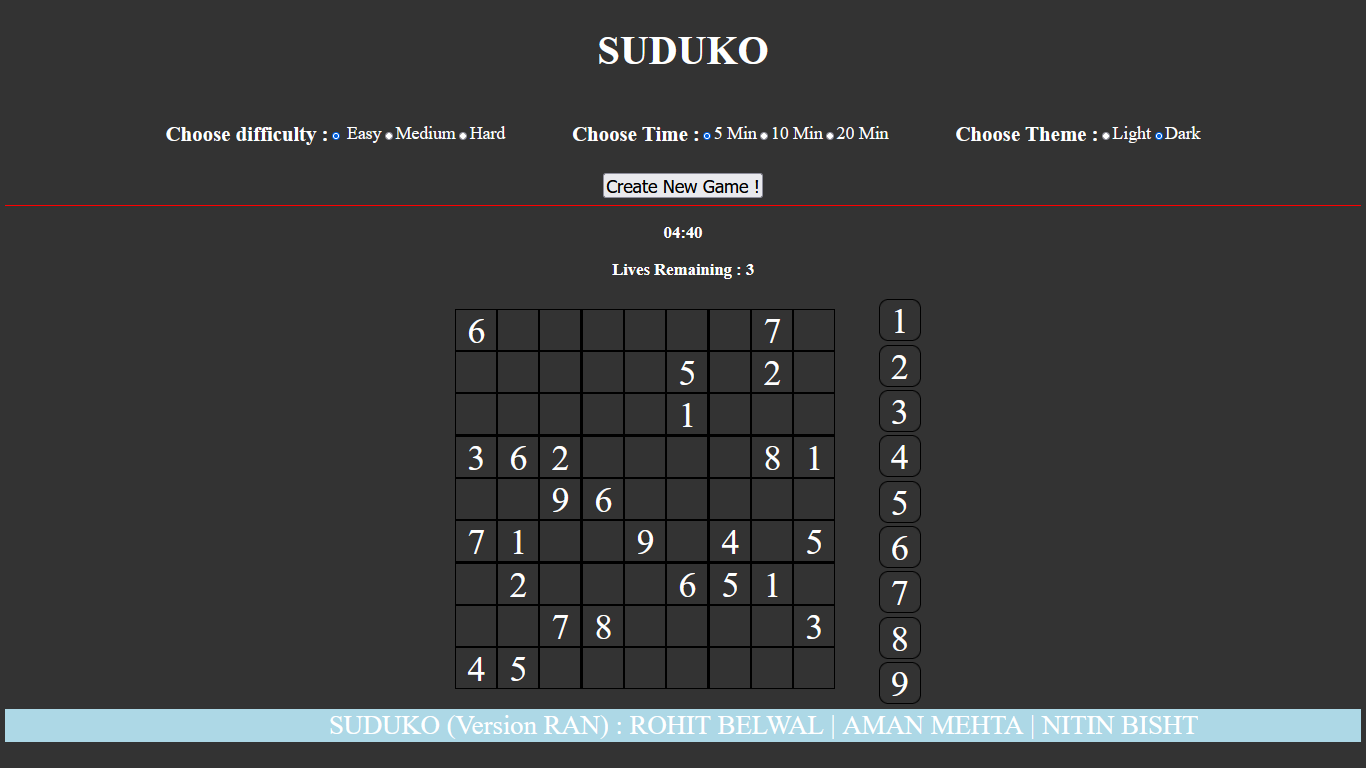 SUDUKO
Choose difficulty : Easy Medium Hard Choose Time : 5 Min 10 Min 20 Min Choose Theme : Light Dark
Create New Game !
04:40
Lives Remaining : 3
6 7
5 2
1
3 6 2 8 1
9 6
7 1 9 4 5
2 6 5 1
7 8 3
4 5
1
2
3
4
5
6
7
8
9
SUDUKO (Version RAN) : ROHIT BELWAL | AMAN MEHTA | NITIN BISHT